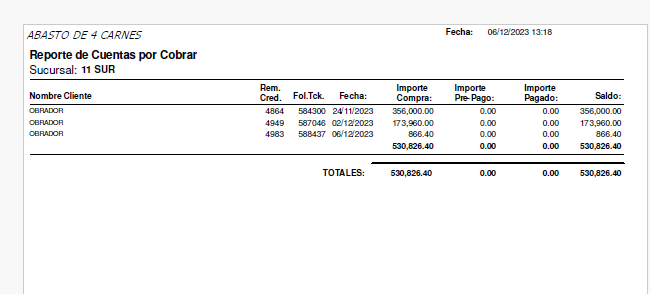 ABASTO DE 4 CARNES
Fecha: 06/12/2023 13:18
Reporte de Cuentas por Cobrar
Sucursal: 11 SUR
Nombre Cliente Rem. Cred. Fol.Tck. Fecha: Importe Compra: Importe Pre-Pago: Importe Pagado: Saldo:
OBRADOR 4864 584300 24/11/2023 356,000.00 0.00 0.00 356,000.00
OBRADOR 4949 587046 02/12/2023 173,960.00 0.00 0.00 173,960.00
OBRADOR 4983 588437 06/12/2023 866.40 0.00 0.00 866.40
530,826.40 0.00 0.00 530,826.40
TOTALES: 530,826.40 0.00 0.00 530,826.40